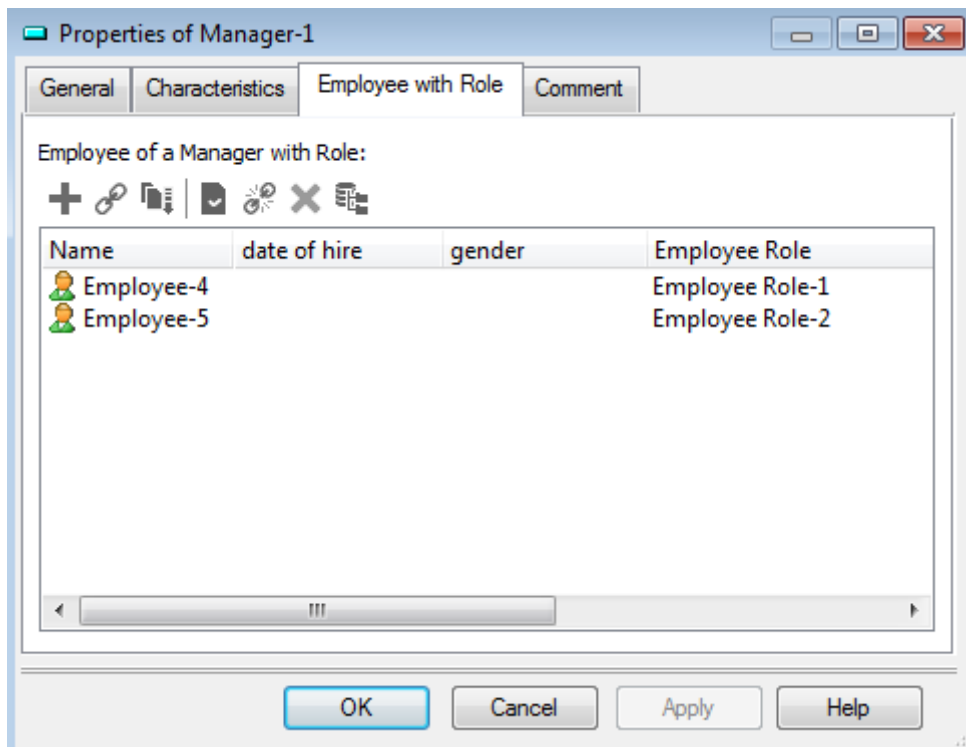 Properties of Manager-1
General Characteristics Employee with Role Comment
Employee of a Manager with Role:
Name date of hire gender Employee Role
Employee-4 Employee Role-1
Employee-5 Employee Role-2
OK Cancel Apply Help